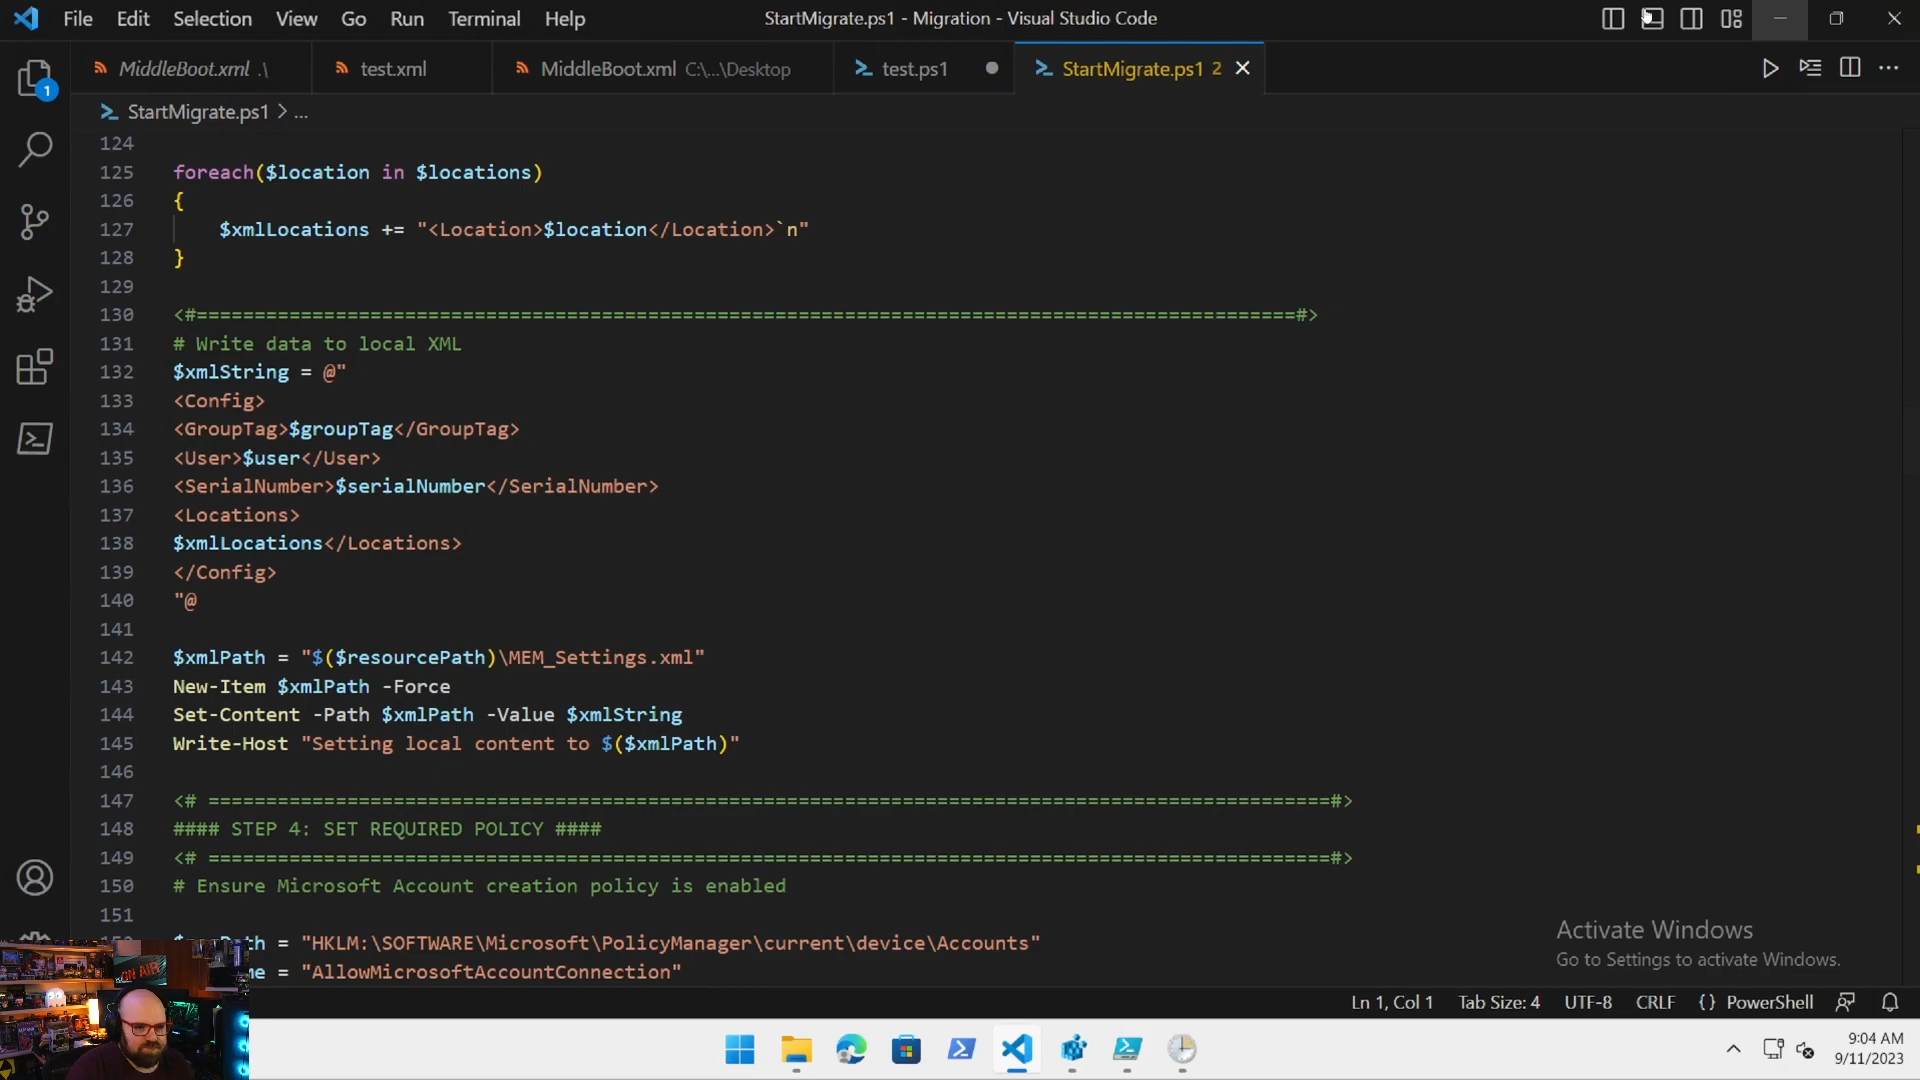 File Edit Selection View Go Run Terminal Help
StartMigrate.ps1 - Migration - Visual Studio Code
MiddleBoot.xml .\
test.xml
MiddleBoot.xml C:\...\Desktop
test.ps1
StartMigrate.ps1 2
1
StartMigrate.ps1 > ...
124
125 foreach($location in $locations)
126 {
127 $xmlLocations += "<Location>$location</Location>`n"
128 }
129
130 <#===============================================================================================#>
131 # Write data to local XML
132 $xmlString = @"
133 <Config>
134 <GroupTag>$groupTag</GroupTag>
135 <User>$user</User>
136 <SerialNumber>$serialNumber</SerialNumber>
137 <Locations>
138 $xmlLocations</Locations>
139 </Config>
140 "@
141
142 $xmlPath = "$($resourcePath)\MEM_Settings.xml"
143 New-Item $xmlPath -Force
144 Set-Content -Path $xmlPath -Value $xmlString
145 Write-Host "Setting local content to $($xmlPath)"
146
147 <# =================================================================================================#>
148 #### STEP 4: SET REQUIRED POLICY ####
149 <# =================================================================================================#>
150 # Ensure Microsoft Account creation policy is enabled
151
th = "HKLM:\SOFTWARE\Microsoft\PolicyManager\current\device\Accounts"
me = "AllowMicrosoftAccountConnection"
Activate Windows
Go to Settings to activate Windows.
ON AIR
Ln 1, Col 1 Tab Size: 4 UTF-8 CRLF {} PowerShell
9:04 AM
9/11/2023